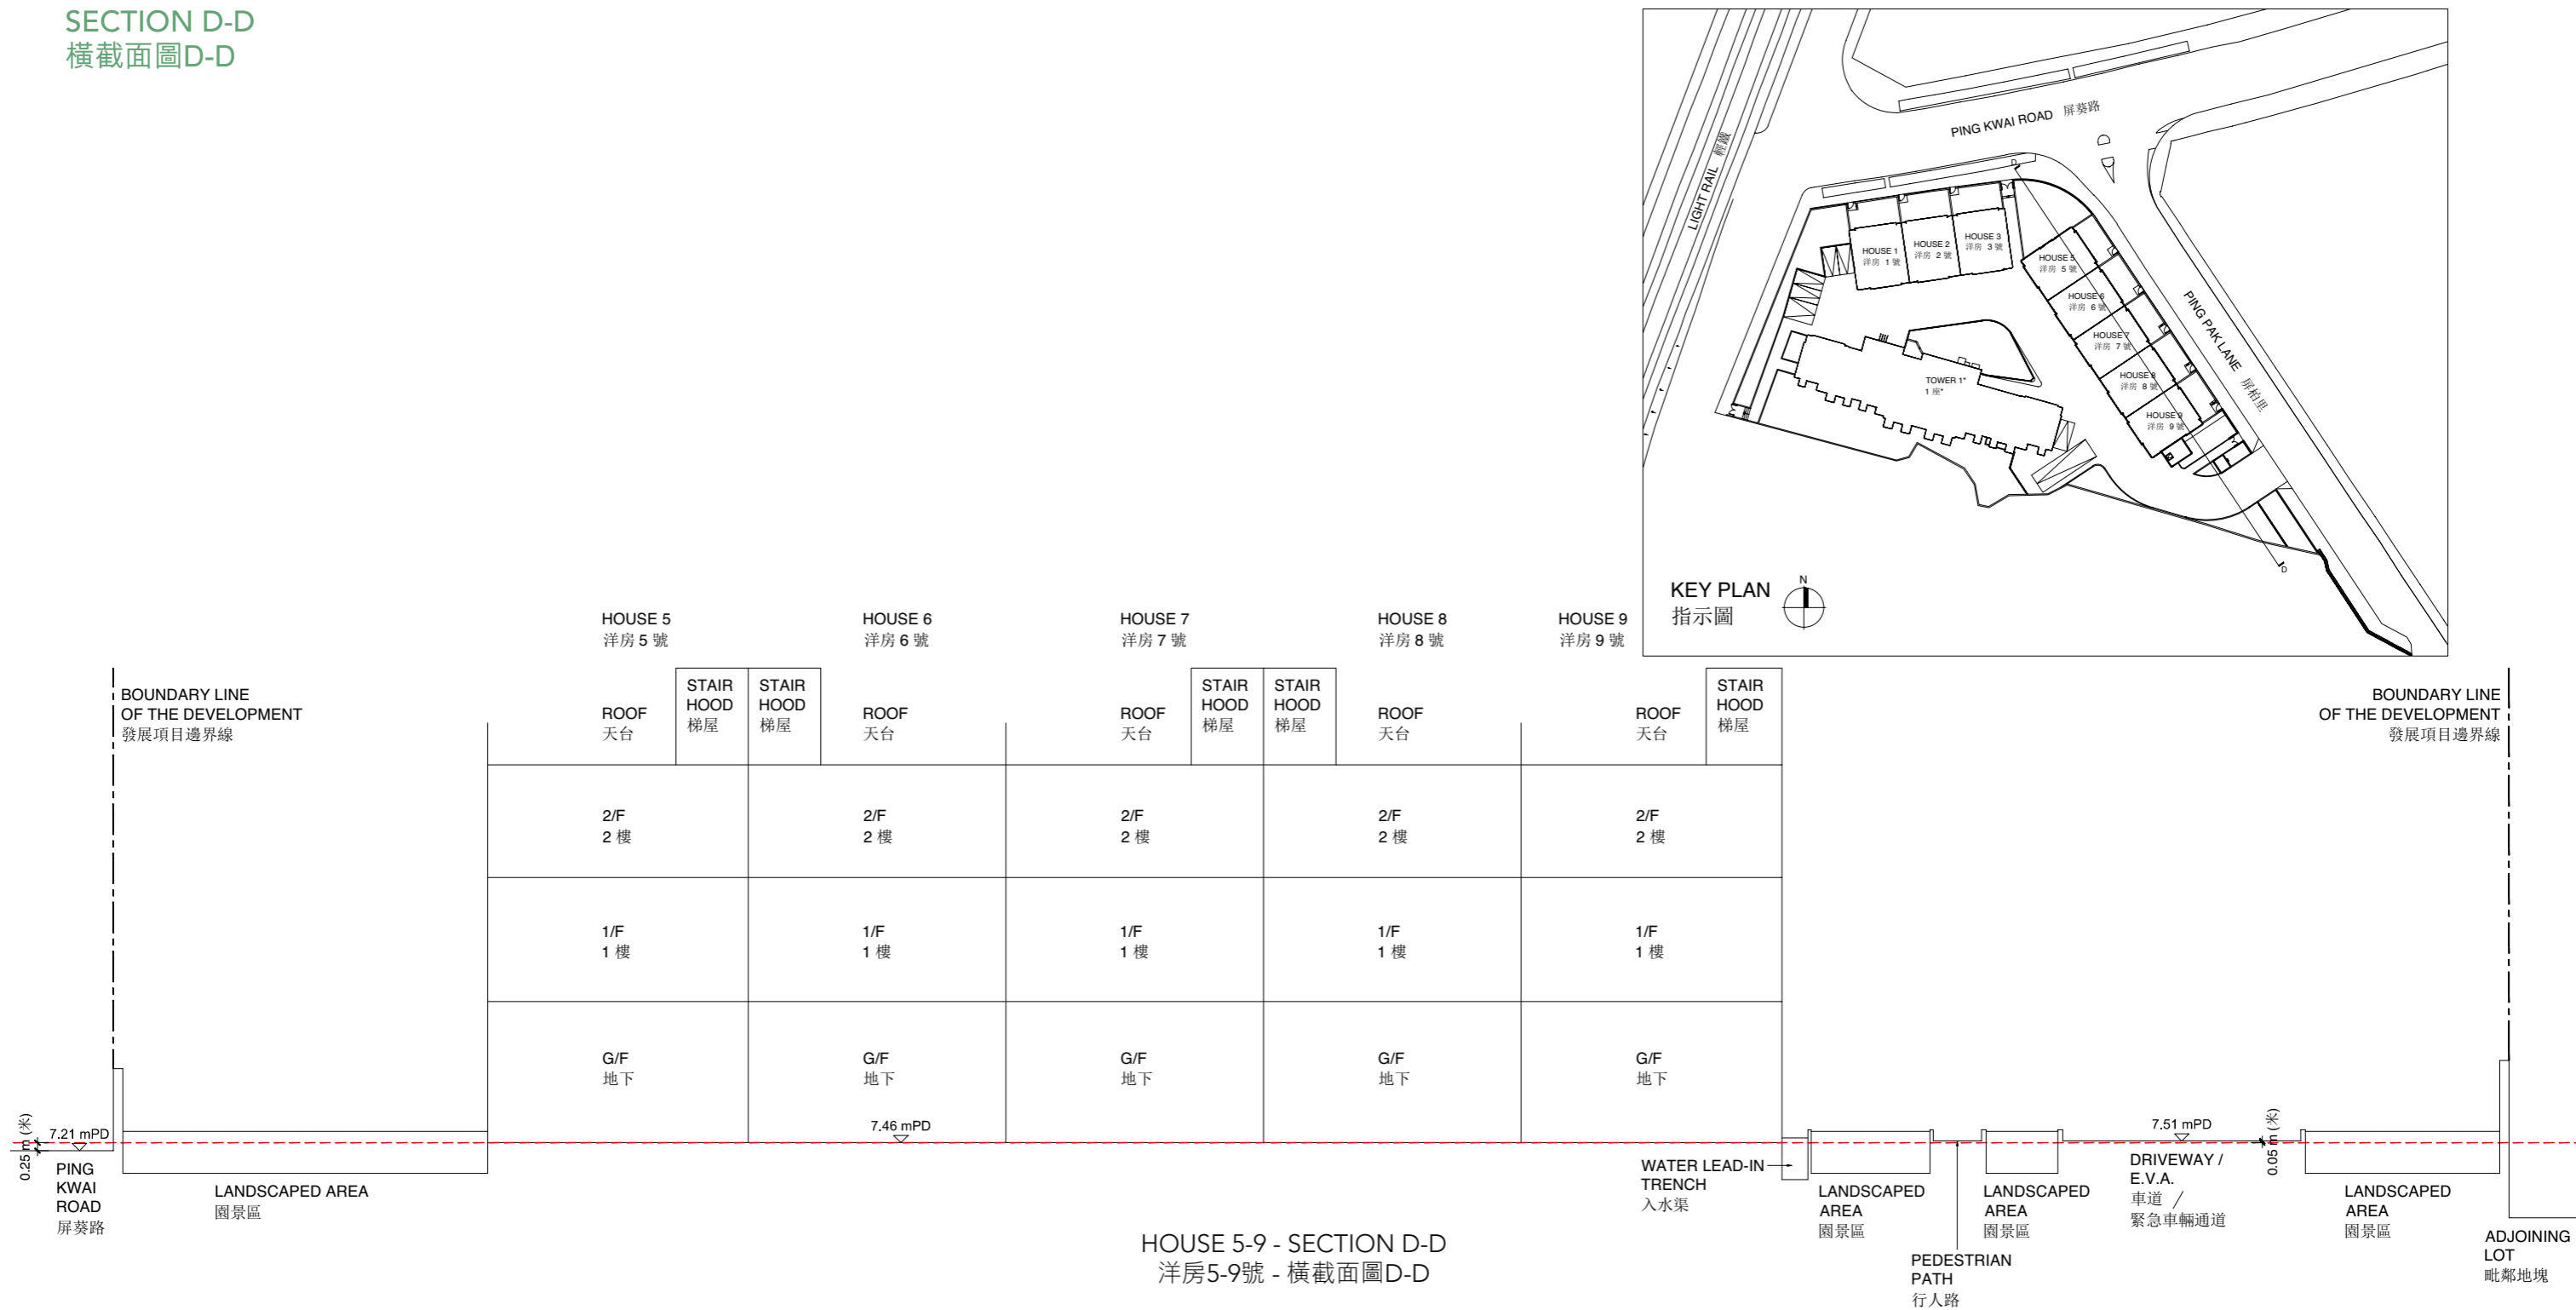 SECTION D-D
橫截面圖D-D
PING KWAI ROAD 屏葵路
LIGHT RAIL 輕鐵
D
HOUSE 1
洋房 1 號
HOUSE 2
洋房 2 號
HOUSE 3
洋房 3 號
HOUSE 5
洋房 5 號
HOUSE 6
洋房 6 號
HOUSE 7
洋房 7 號
HOUSE 8
洋房 8 號
HOUSE 9
洋房 9 號
PING PAK LANE 屏柏里
TOWER 1*
1 座*
D
KEY PLAN
指示圖
N
HOUSE 5
洋房 5 號
HOUSE 6
洋房 6 號
HOUSE 7
洋房 7 號
HOUSE 8
洋房 8 號
HOUSE 9
洋房 9 號
BOUNDARY LINE
OF THE DEVELOPMENT
發展項目邊界線
ROOF
天台
STAIR
HOOD
梯屋
STAIR
HOOD
梯屋
ROOF
天台
ROOF
天台
STAIR
HOOD
梯屋
STAIR
HOOD
梯屋
ROOF
天台
ROOF
天台
STAIR
HOOD
梯屋
BOUNDARY LINE
OF THE DEVELOPMENT
發展項目邊界線
2/F
2 樓
2/F
2 樓
2/F
2 樓
2/F
2 樓
2/F
2 樓
1/F
1 樓
1/F
1 樓
1/F
1 樓
1/F
1 樓
1/F
1 樓
G/F
地下
G/F
地下
G/F
地下
G/F
地下
G/F
地下
0.25 m (米)
7.21 mPD
7.46 mPD
7.51 mPD
0.05 m (米)
PING
KWAI
ROAD
屏葵路
LANDSCAPED AREA
園景區
WATER LEAD-IN
TRENCH
入水渠
LANDSCAPED
AREA
園景區
PEDESTRIAN
PATH
行人路
LANDSCAPED
AREA
園景區
DRIVEWAY /
E.V.A.
車道 /
緊急車輛通道
LANDSCAPED
AREA
園景區
ADJOINING
LOT
毗鄰地塊
HOUSE 5-9 - SECTION D-D
洋房5-9號 - 橫截面圖D-D